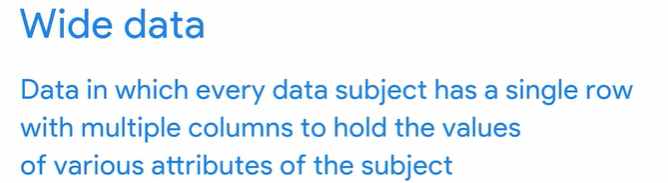 Wide data
Data in which every data subject has a single row
with multiple columns to hold the values
of various attributes of the subject